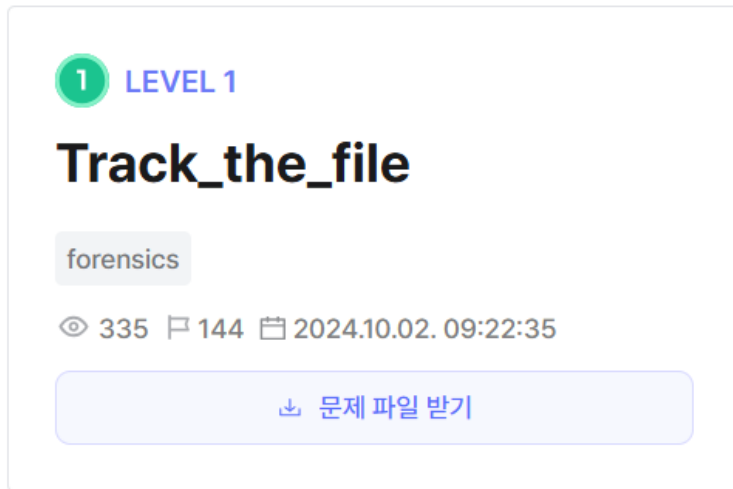 1 LEVEL 1
Track_the_file
forensics
335 144 2024.10.02. 09:22:35
문제 파일 받기